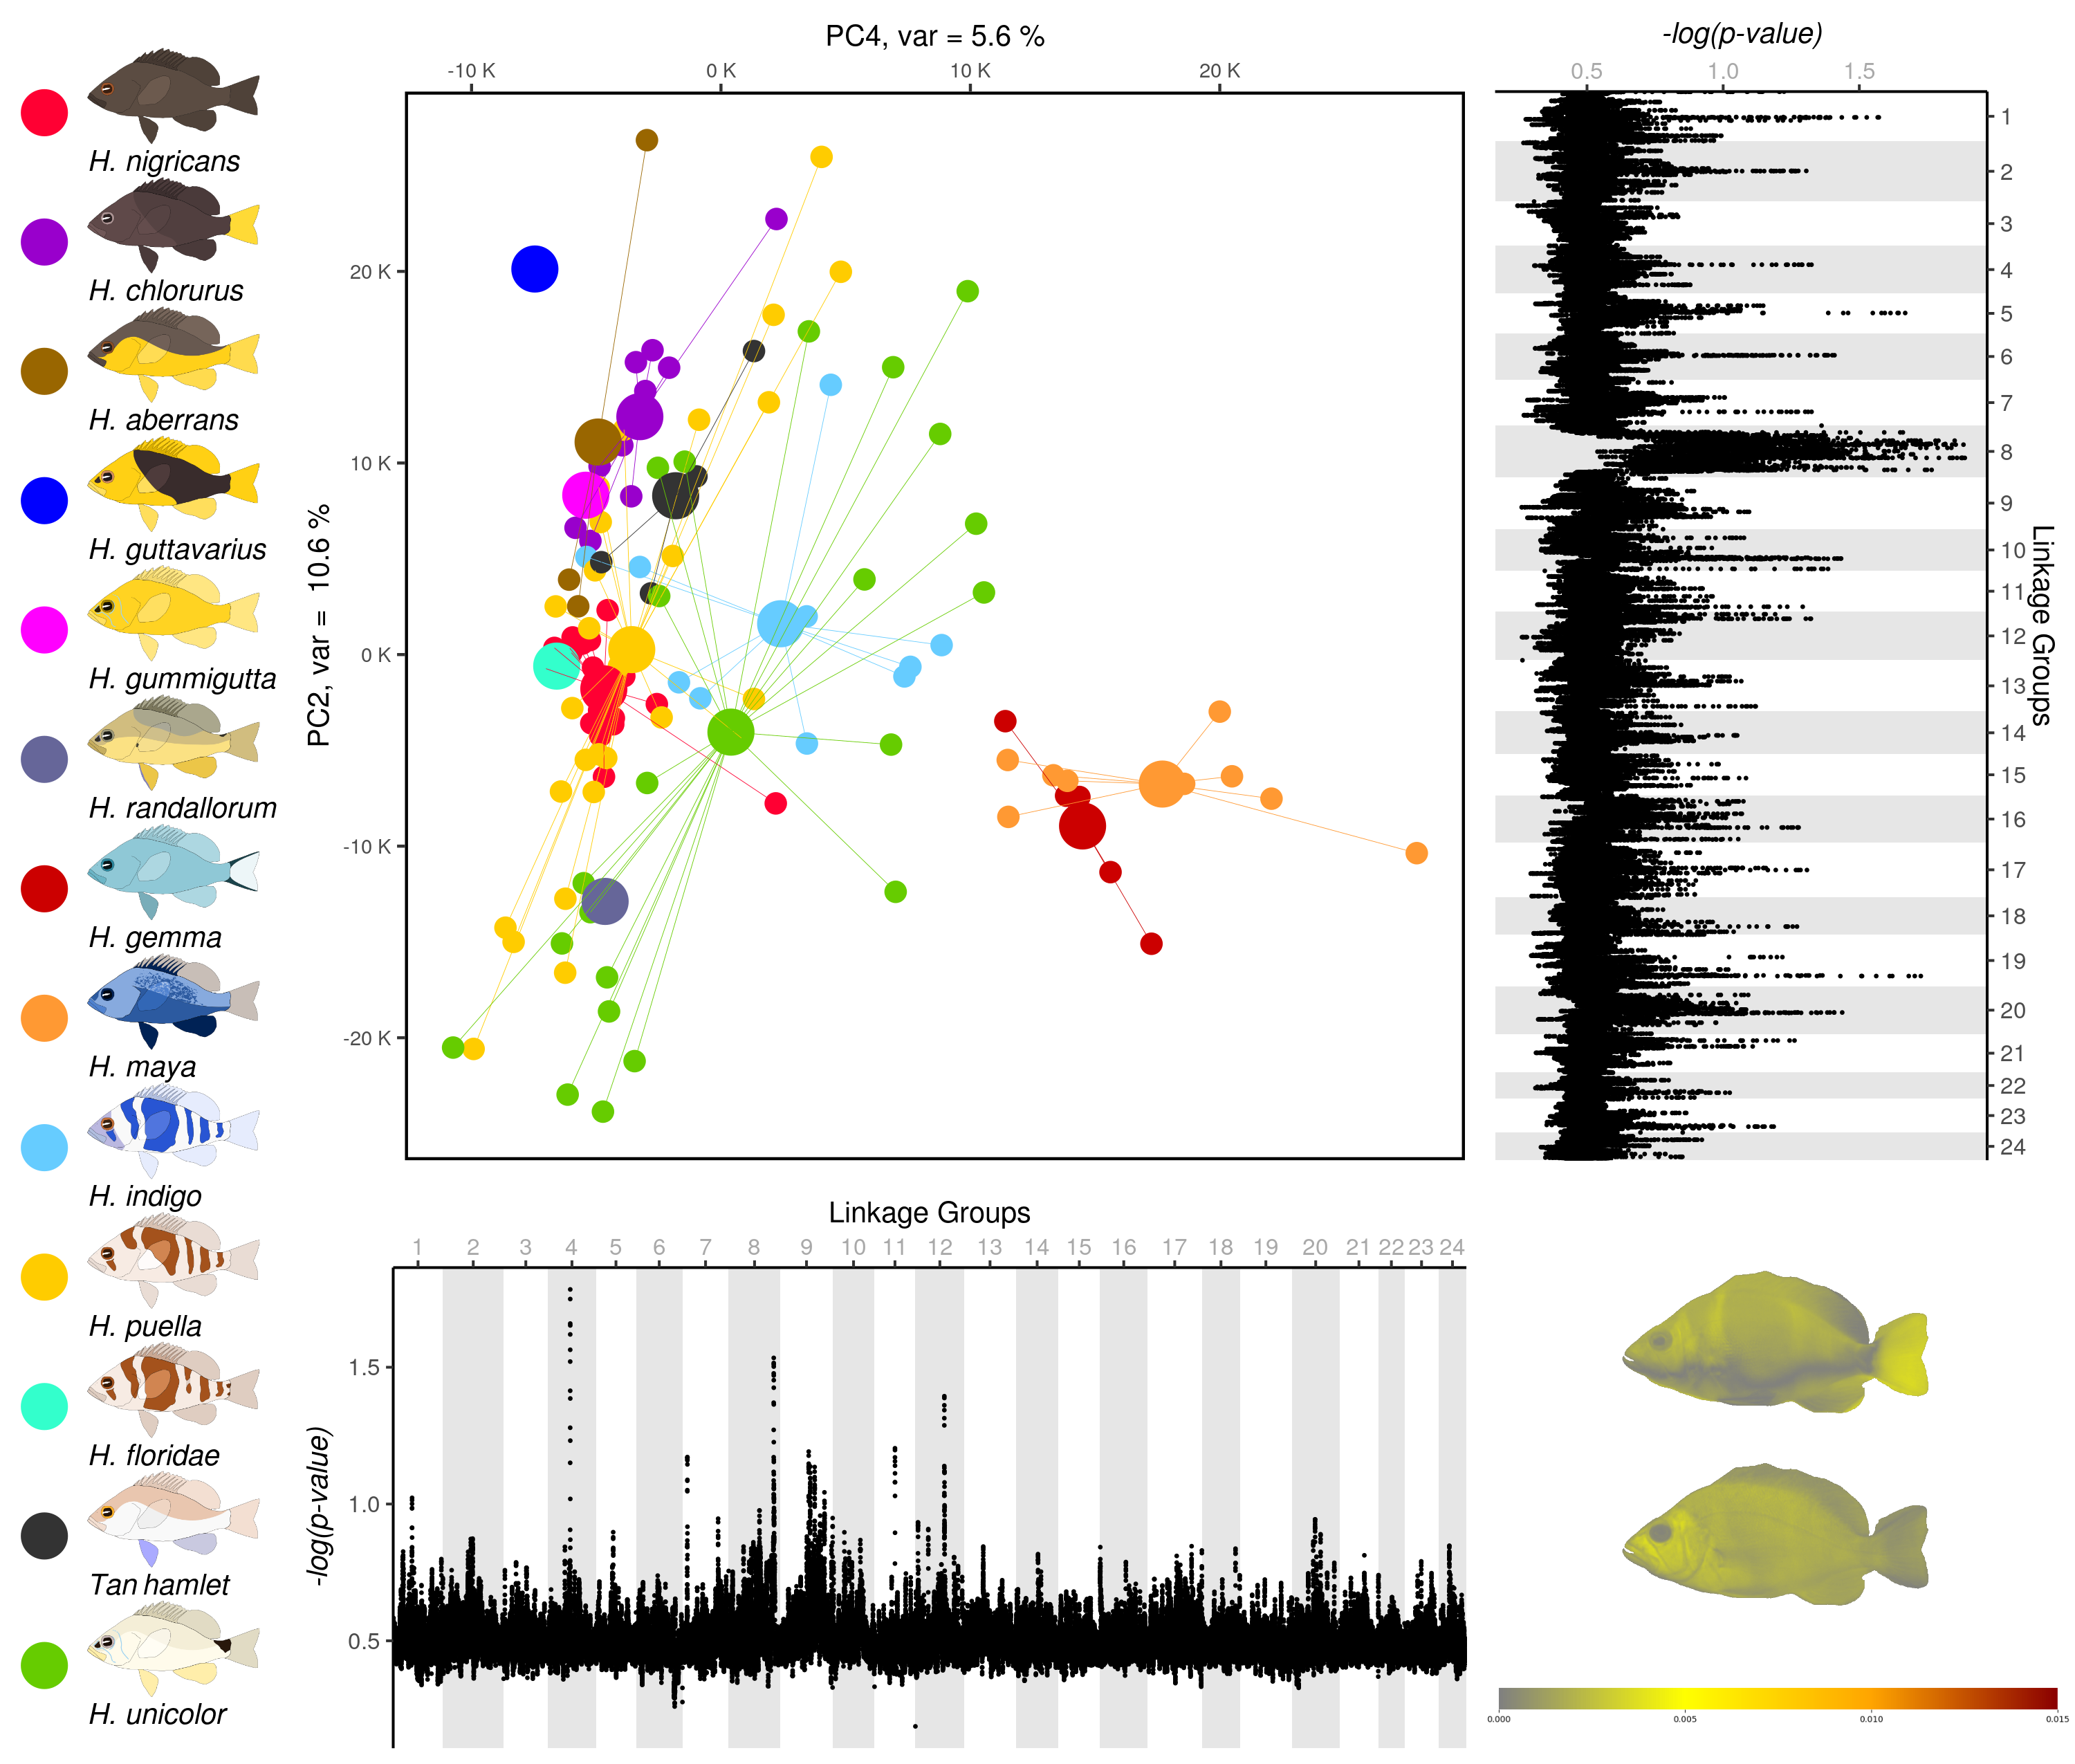 H. nigricans
H. chlorurus
H. aberrans
H. guttavarius
H. gummigutta
H. randallorum
H. gemma
H. maya
H. indigo
H. puella
H. floridae
Tan hamlet
H. unicolor
PC4, var = 5.6 %
-10 K 0 K 10 K 20 K
PC2, var = 10.6 %
20 K
10 K
0 K
-10 K
-20 K
-log(p-value)
0.5 1.0 1.5
1
2
3
4
5
6
7
8
9
10
11
12
13
14
15
16
17
18
19
20
21
22
23
24
Linkage Groups
Linkage Groups
1 2 3 4 5 6 7 8 9 10 11 12 13 14 15 16 17 18 19 20 21 22 23 24
-log(p-value)
1.5
1.0
0.5
0.000 0.005 0.010 0.015